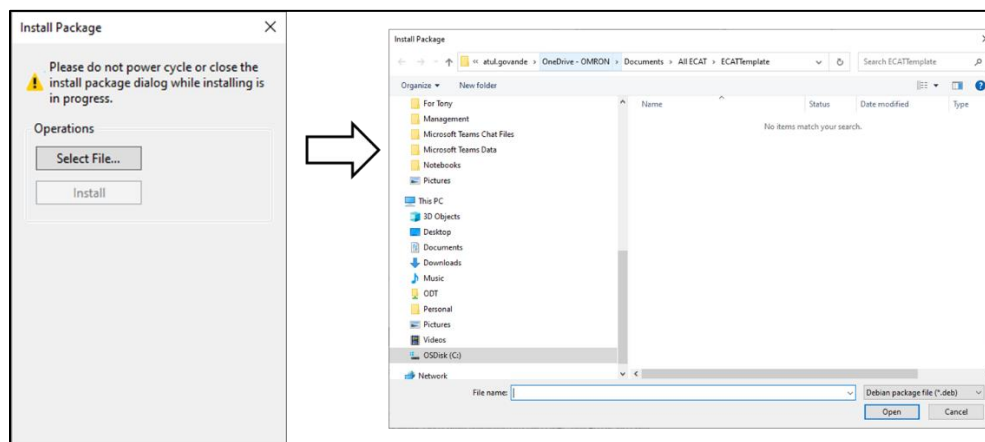 Install Package
Please do not power cycle or close the
install package dialog while installing is
in progress.
Operations
Select File...
Install
Install Package
« atul.govande › OneDrive - OMRON › Documents › All ECAT › ECATTemplate
Search ECATTemplate
Organize
New folder
For Tony
Management
Microsoft Teams Chat Files
Microsoft Teams Data
Notebooks
Pictures
This PC
3D Objects
Desktop
Documents
Downloads
Music
ODT
Personal
Pictures
Videos
OSDisk (C:)
Network
Name
Status
Date modified
Type
No items match your search.
File name:
Debian package file (*.deb)
Open
Cancel